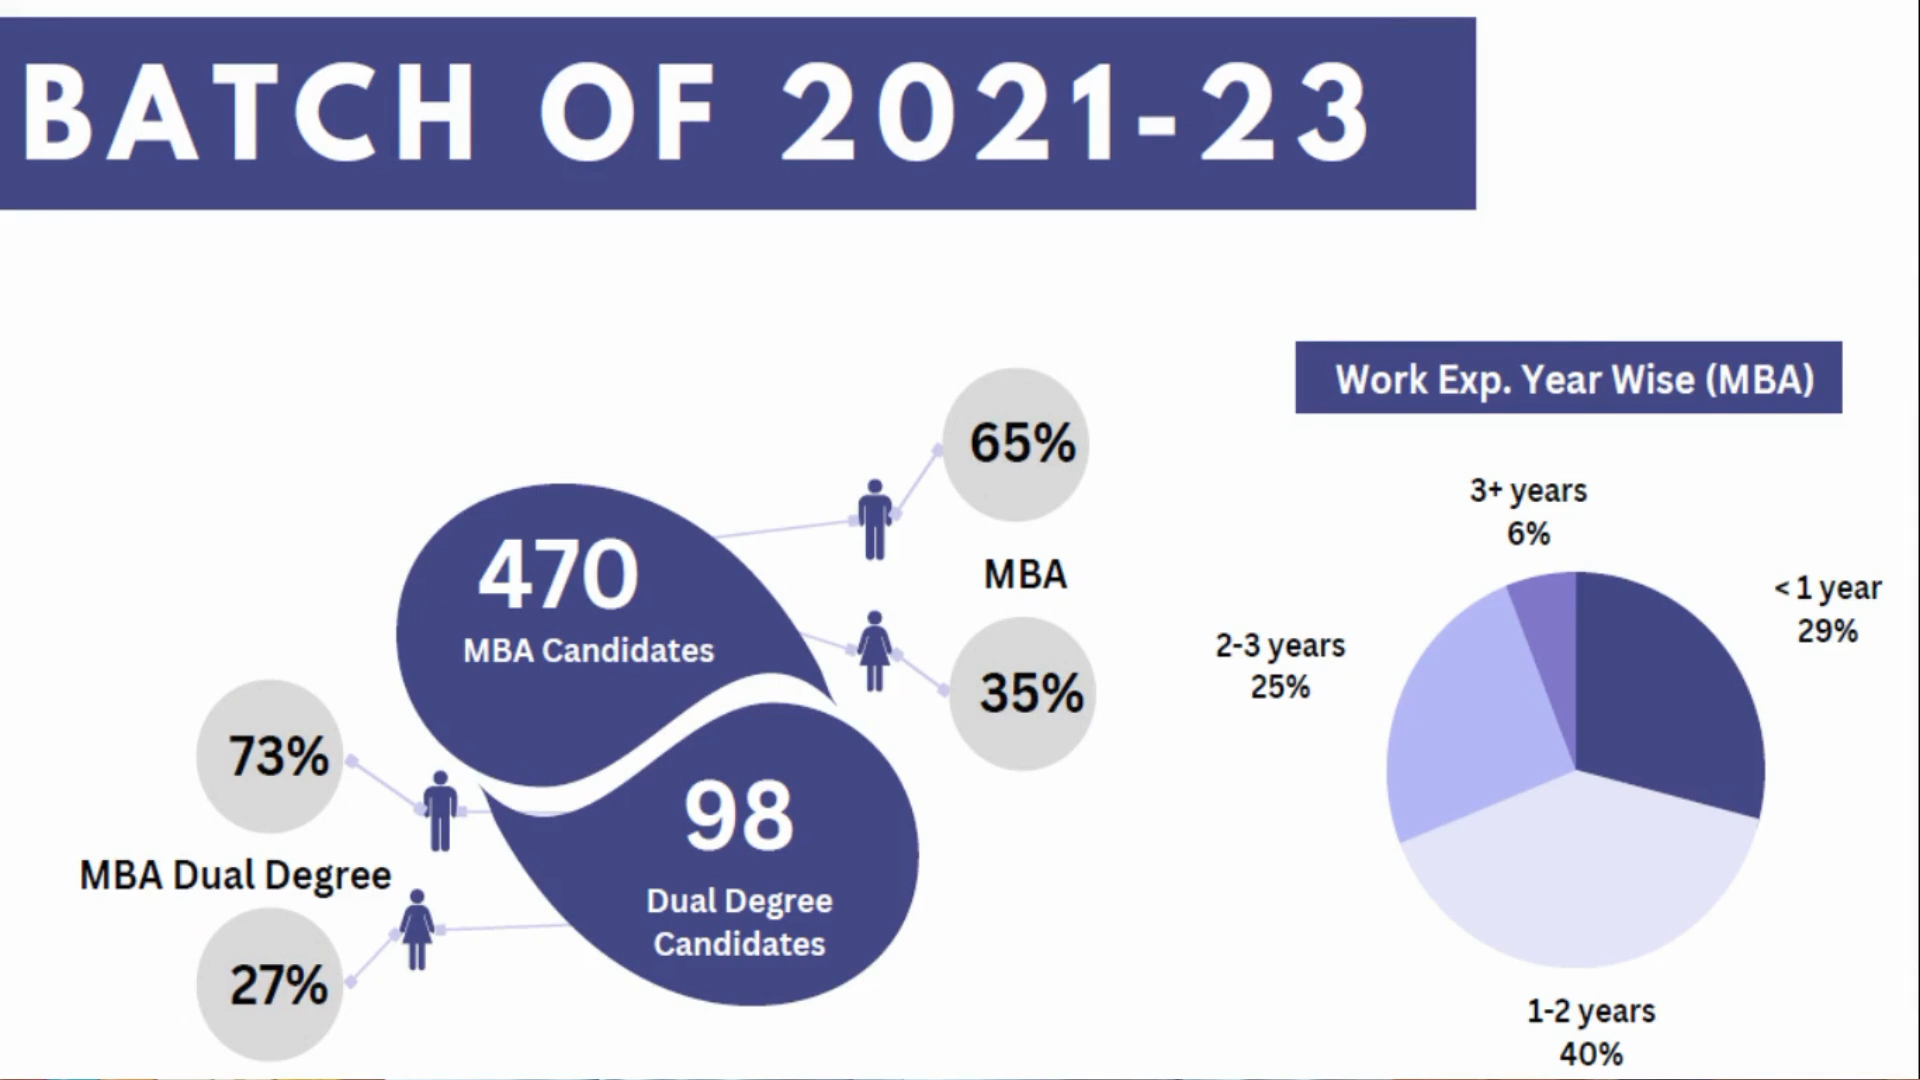 BATCH OF 2021-23
65%
MBA
35%
470
MBA Candidates
73%
MBA Dual Degree
27%
98
Dual Degree
Candidates
Work Exp. Year Wise (MBA)
3+ years
6%
< 1 year
29%
2-3 years
25%
1-2 years
40%